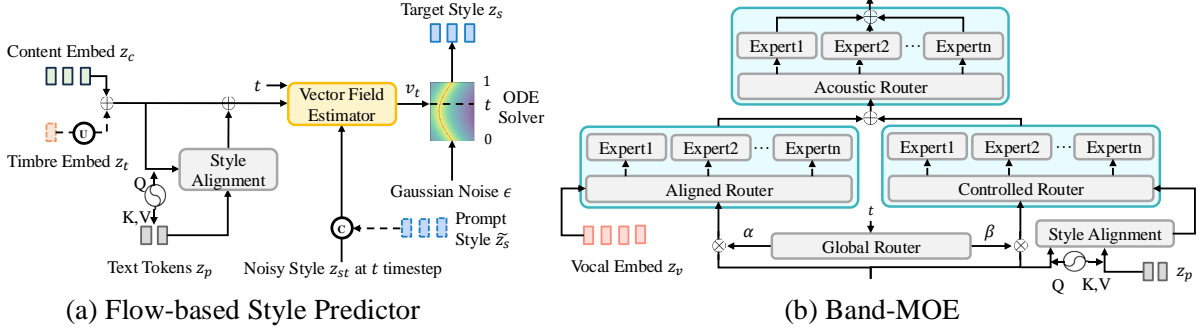 Target Style z_s
Content Embed z_c
t
Vector Field
Estimator
v_t
1
t
0
ODE
Solver
U
Timbre Embed z_t
Style
Alignment
Q
K,V
Gaussian Noise ϵ
C
Prompt
Style z̃_s
Text Tokens z_p
Noisy Style z_{st} at t timestep
(a) Flow-based Style Predictor
Expert1
Expert2
···
Expertn
Acoustic Router
Expert1
Expert2
···
Expertn
Aligned Router
Expert1
Expert2
···
Expertn
Controlled Router
t
α
Global Router
β
Style Alignment
Vocal Embed z_v
Q
K,V
z_p
(b) Band-MOE